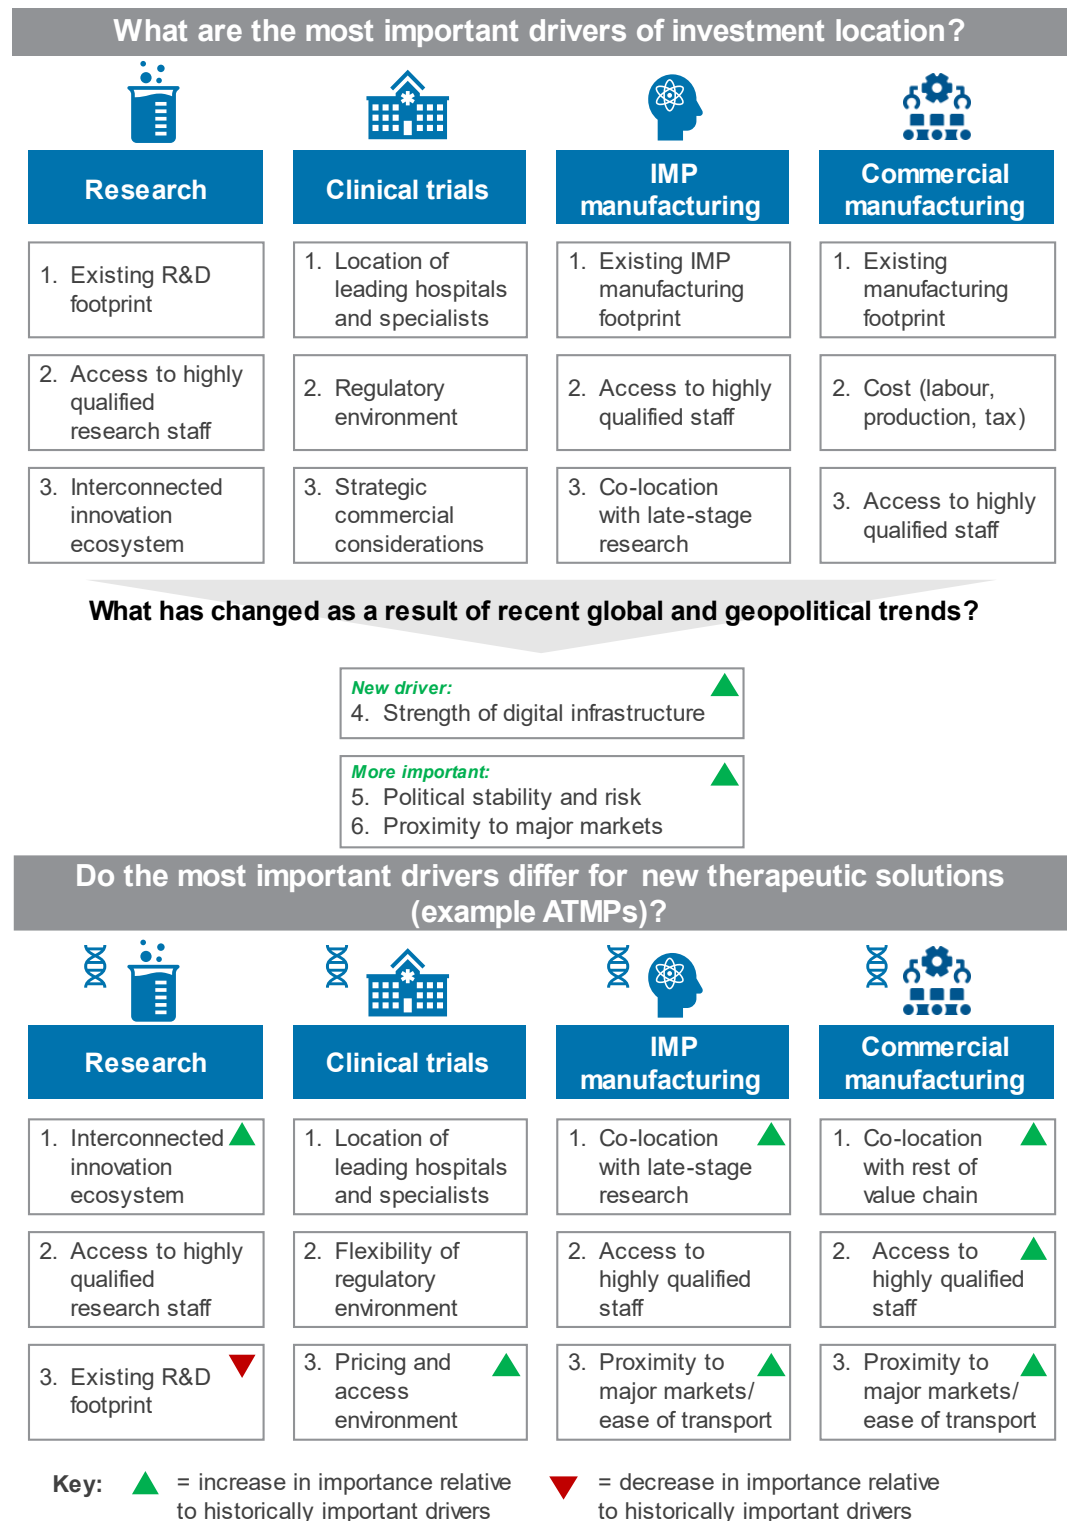 What are the most important drivers of investment location?
Research
Clinical trials
IMP
manufacturing
Commercial
manufacturing
1. Existing R&D
footprint
1. Location of
leading hospitals
and specialists
1. Existing IMP
manufacturing
footprint
1. Existing
manufacturing
footprint
2. Access to highly
qualified
research staff
2. Regulatory
environment
2. Access to highly
qualified staff
2. Cost (labour,
production, tax)
3. Interconnected
innovation
ecosystem
3. Strategic
commercial
considerations
3. Co-location
with late-stage
research
3. Access to highly
qualified staff
What has changed as a result of recent global and geopolitical trends?
New driver:
4. Strength of digital infrastructure
More important:
5. Political stability and risk
6. Proximity to major markets
Do the most important drivers differ for new therapeutic solutions
(example ATMPs)?
Research
Clinical trials
IMP
manufacturing
Commercial
manufacturing
1. Interconnected
innovation
ecosystem
1. Location of
leading hospitals
and specialists
1. Co-location
with late-stage
research
1. Co-location
with rest of
value chain
2. Access to highly
qualified
research staff
2. Flexibility of
regulatory
environment
2. Access to
highly qualified
staff
2. Access to
highly qualified
staff
3. Existing R&D
footprint
3. Pricing and
access
environment
3. Proximity to
major markets/
ease of transport
3. Proximity to
major markets/
ease of transport
Key:
= increase in importance relative
to historically important drivers
= decrease in importance relative
to historically important drivers